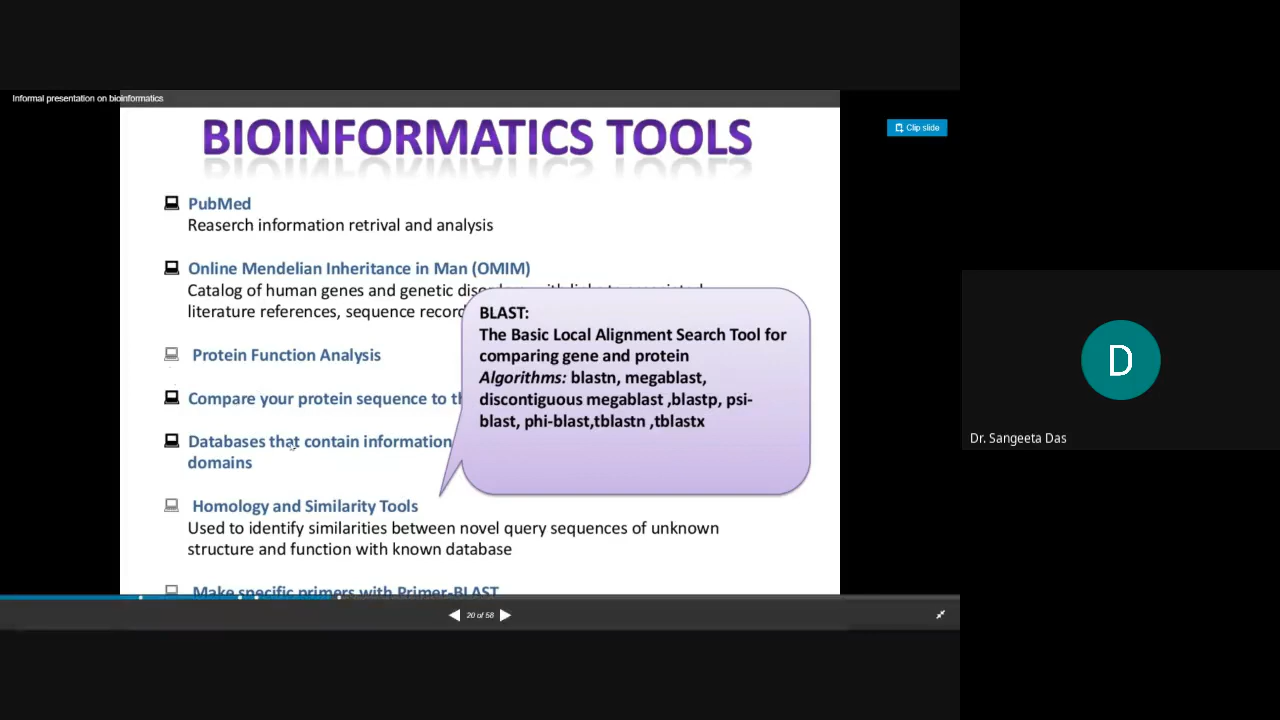 Informal presentation on bioinformatics
Clip slide
BIOINFORMATICS TOOLS
PubMed
Reaserch information retrival and analysis
Online Mendelian Inheritance in Man (OMIM)
Catalog of human genes and genetic
literature references, sequence
Protein Function Analysis
Compare your protein sequence to
Databases that contain information
domains
Homology and Similarity Tools
Used to identify similarities between novel query sequences of unknown
structure and function with known database
Make specific primers with Primer-BLAST
BLAST:
The Basic Local Alignment Search Tool for
comparing gene and protein
Algorithms: blastn, megablast,
discontiguous megablast ,blastp, psi-
blast, phi-blast,tblastn ,tblastx
20 of 58
D
Dr. Sangeeta Das